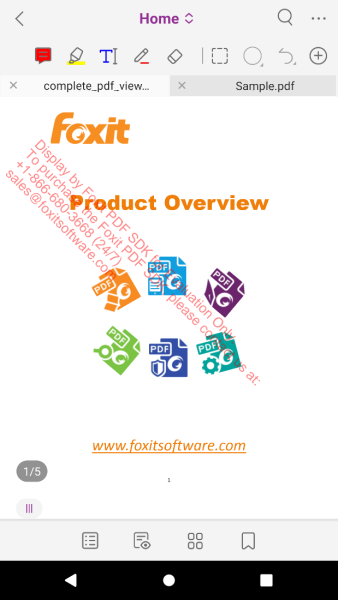 Home
T
complete_pdf_view...
Sample.pdf
foxit
Display by Foxit PDF SDK for Evaluation Only.
To purchase the Foxit PDF SDK, please contact us at:
+1-866-680-3668 (24/7)
sales@foxitsoftware.com
Product Overview
PDF
PDF
PDF
PDF
PDF
PDF
www.foxitsoftware.com
1/5
1